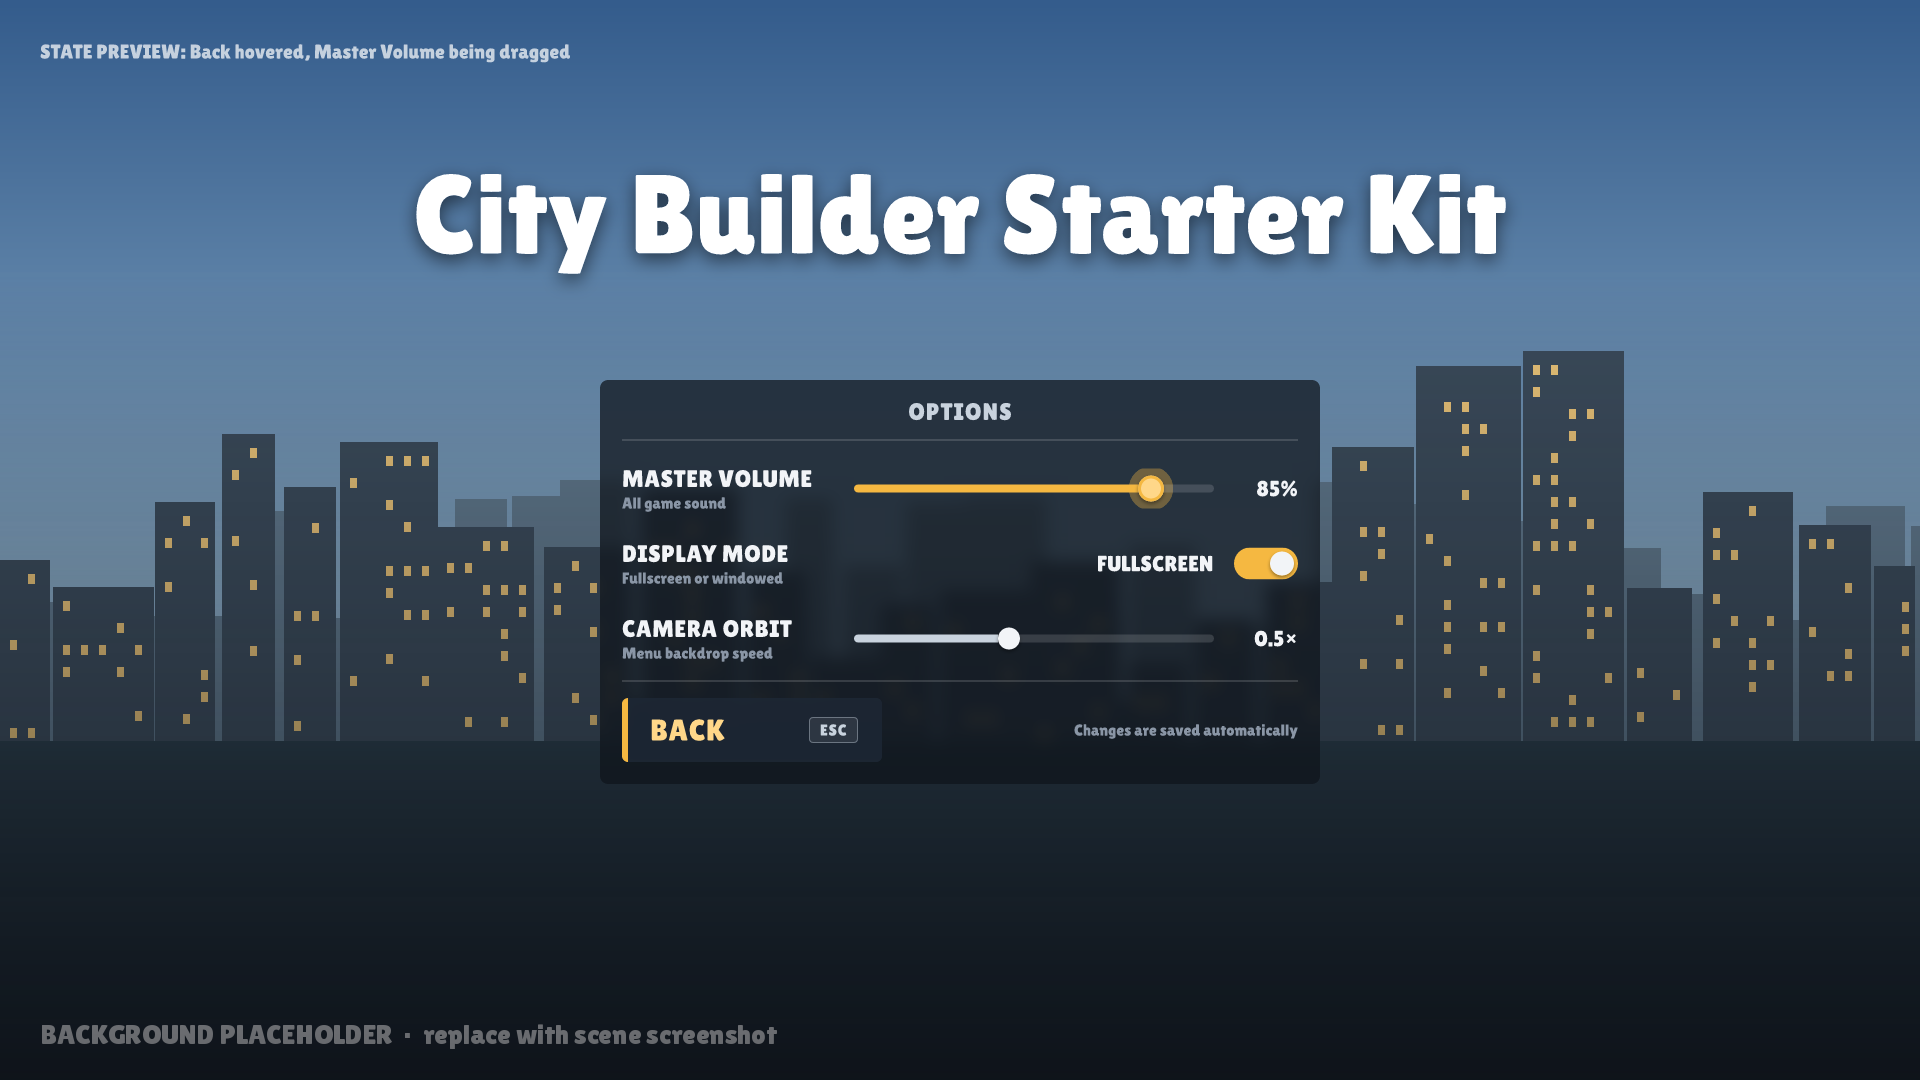 STATE PREVIEW: Back hovered, Master Volume being dragged
City Builder Starter Kit
OPTIONS
MASTER VOLUME
All game sound
85%
DISPLAY MODE
Fullscreen or windowed
FULLSCREEN
CAMERA ORBIT
Menu backdrop speed
0.5×
BACK
ESC
Changes are saved automatically
BACKGROUND PLACEHOLDER · replace with scene screenshot